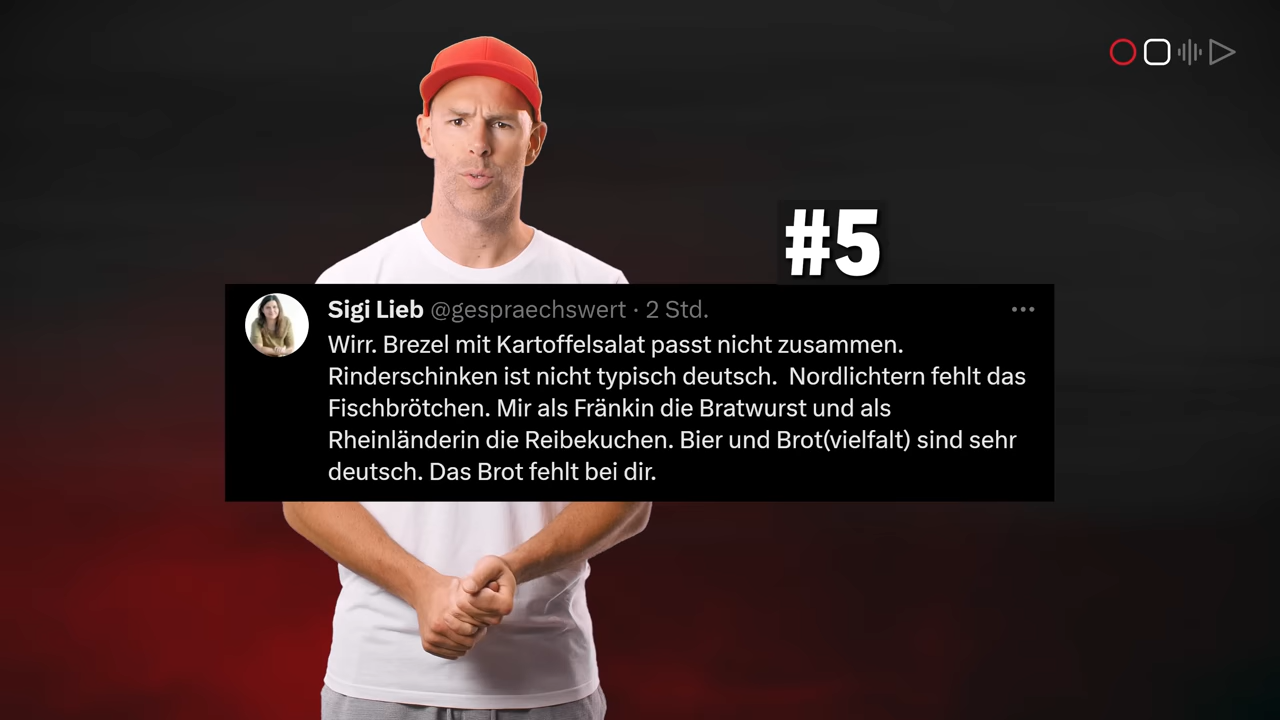 #5
Sigi Lieb @gespraechswert · 2 Std.
Wirr. Brezel mit Kartoffelsalat passt nicht zusammen.
Rinderschinken ist nicht typisch deutsch.  Nordlichtern fehlt das
Fischbrötchen. Mir als Fränkin die Bratwurst und als
Rheinländerin die Reibekuchen. Bier und Brot(vielfalt) sind sehr
deutsch. Das Brot fehlt bei dir.